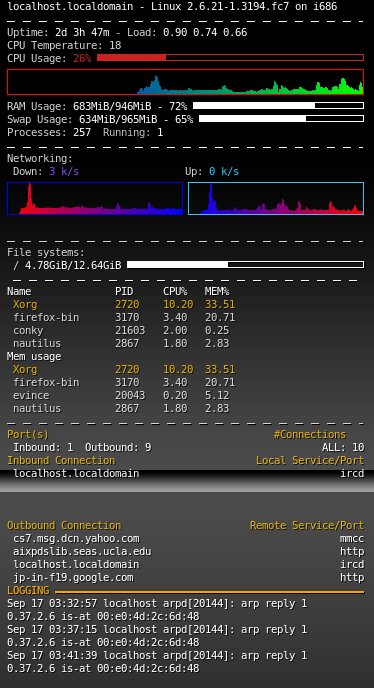 localhost.localdomain - Linux 2.6.21-1.3194.fc7 on i686
Uptime: 2d 3h 47m - Load: 0.90 0.74 0.66
CPU Temperature: 18
CPU Usage: 26%
RAM Usage: 683MiB/946MiB - 72%
Swap Usage: 634MiB/965MiB - 65%
Processes: 257 Running: 1
Networking:
Down: 3 k/s Up: 0 k/s
File systems:
/ 4.78GiB/12.64GiB
Name PID CPU% MEM%
Xorg 2720 10.20 33.51
firefox-bin 3170 3.40 20.71
conky 21603 2.00 0.25
nautilus 2867 1.80 2.83
Mem usage
Xorg 2720 10.20 33.51
firefox-bin 3170 3.40 20.71
evince 20043 0.20 5.12
nautilus 2867 1.80 2.83
Port(s) #Connections
Inbound: 1 Outbound: 9 ALL: 10
Inbound Connection Local Service/Port
localhost.localdomain ircd
Outbound Connection Remote Service/Port
cs7.msg.dcn.yahoo.com mmcc
aixpdslib.seas.ucla.edu http
localhost.localdomain ircd
jp-in-f19.google.com http
LOGGING
Sep 17 03:32:57 localhost arpd[20144]: arp reply 1
0.37.2.6 is-at 00:e0:4d:2c:6d:48
Sep 17 03:37:15 localhost arpd[20144]: arp reply 1
0.37.2.6 is-at 00:e0:4d:2c:6d:48
Sep 17 03:41:39 localhost arpd[20144]: arp reply 1
0.37.2.6 is-at 00:e0:4d:2c:6d:48